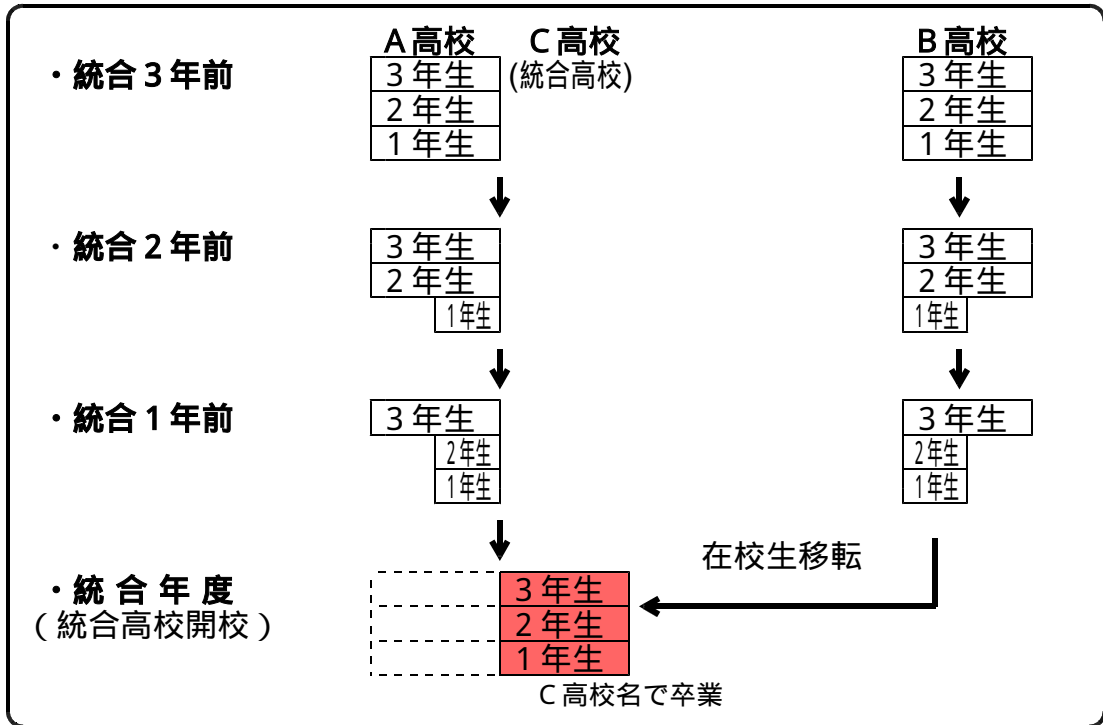 A高校 C高校 B高校
・統合3年前 3年生 (統合高校) 3年生
2年生 2年生
1年生 1年生
・統合2年前 3年生 3年生
2年生 2年生
1年生 1年生
・統合1年前 3年生 3年生
2年生 2年生
1年生 1年生
在校生移転
・統合年度 3年生
(統合高校開校) 2年生
1年生
C高校名で卒業